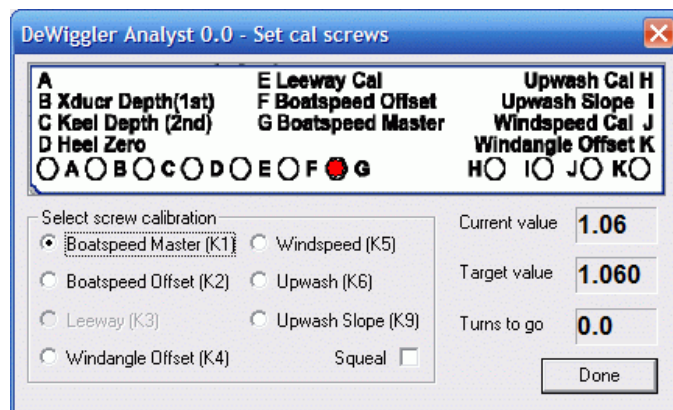 DeWiggler Analyst 0.0 - Set cal screws
A E Leeway Cal Upwash Cal H
B Xducr Depth(1st) F Boatspeed Offset Upwash Slope I
C Keel Depth (2nd) G Boatspeed Master Windspeed Cal J
D Heel Zero Windangle Offset K
A B C D E F G H I J K
Select screw calibration
Boatspeed Master (K1) Windspeed (K5)
Boatspeed Offset (K2) Upwash (K6)
Leeway (K3) Upwash Slope (K9)
Windangle Offset (K4) Squeal
Current value 1.06
Target value 1.060
Turns to go 0.0
Done